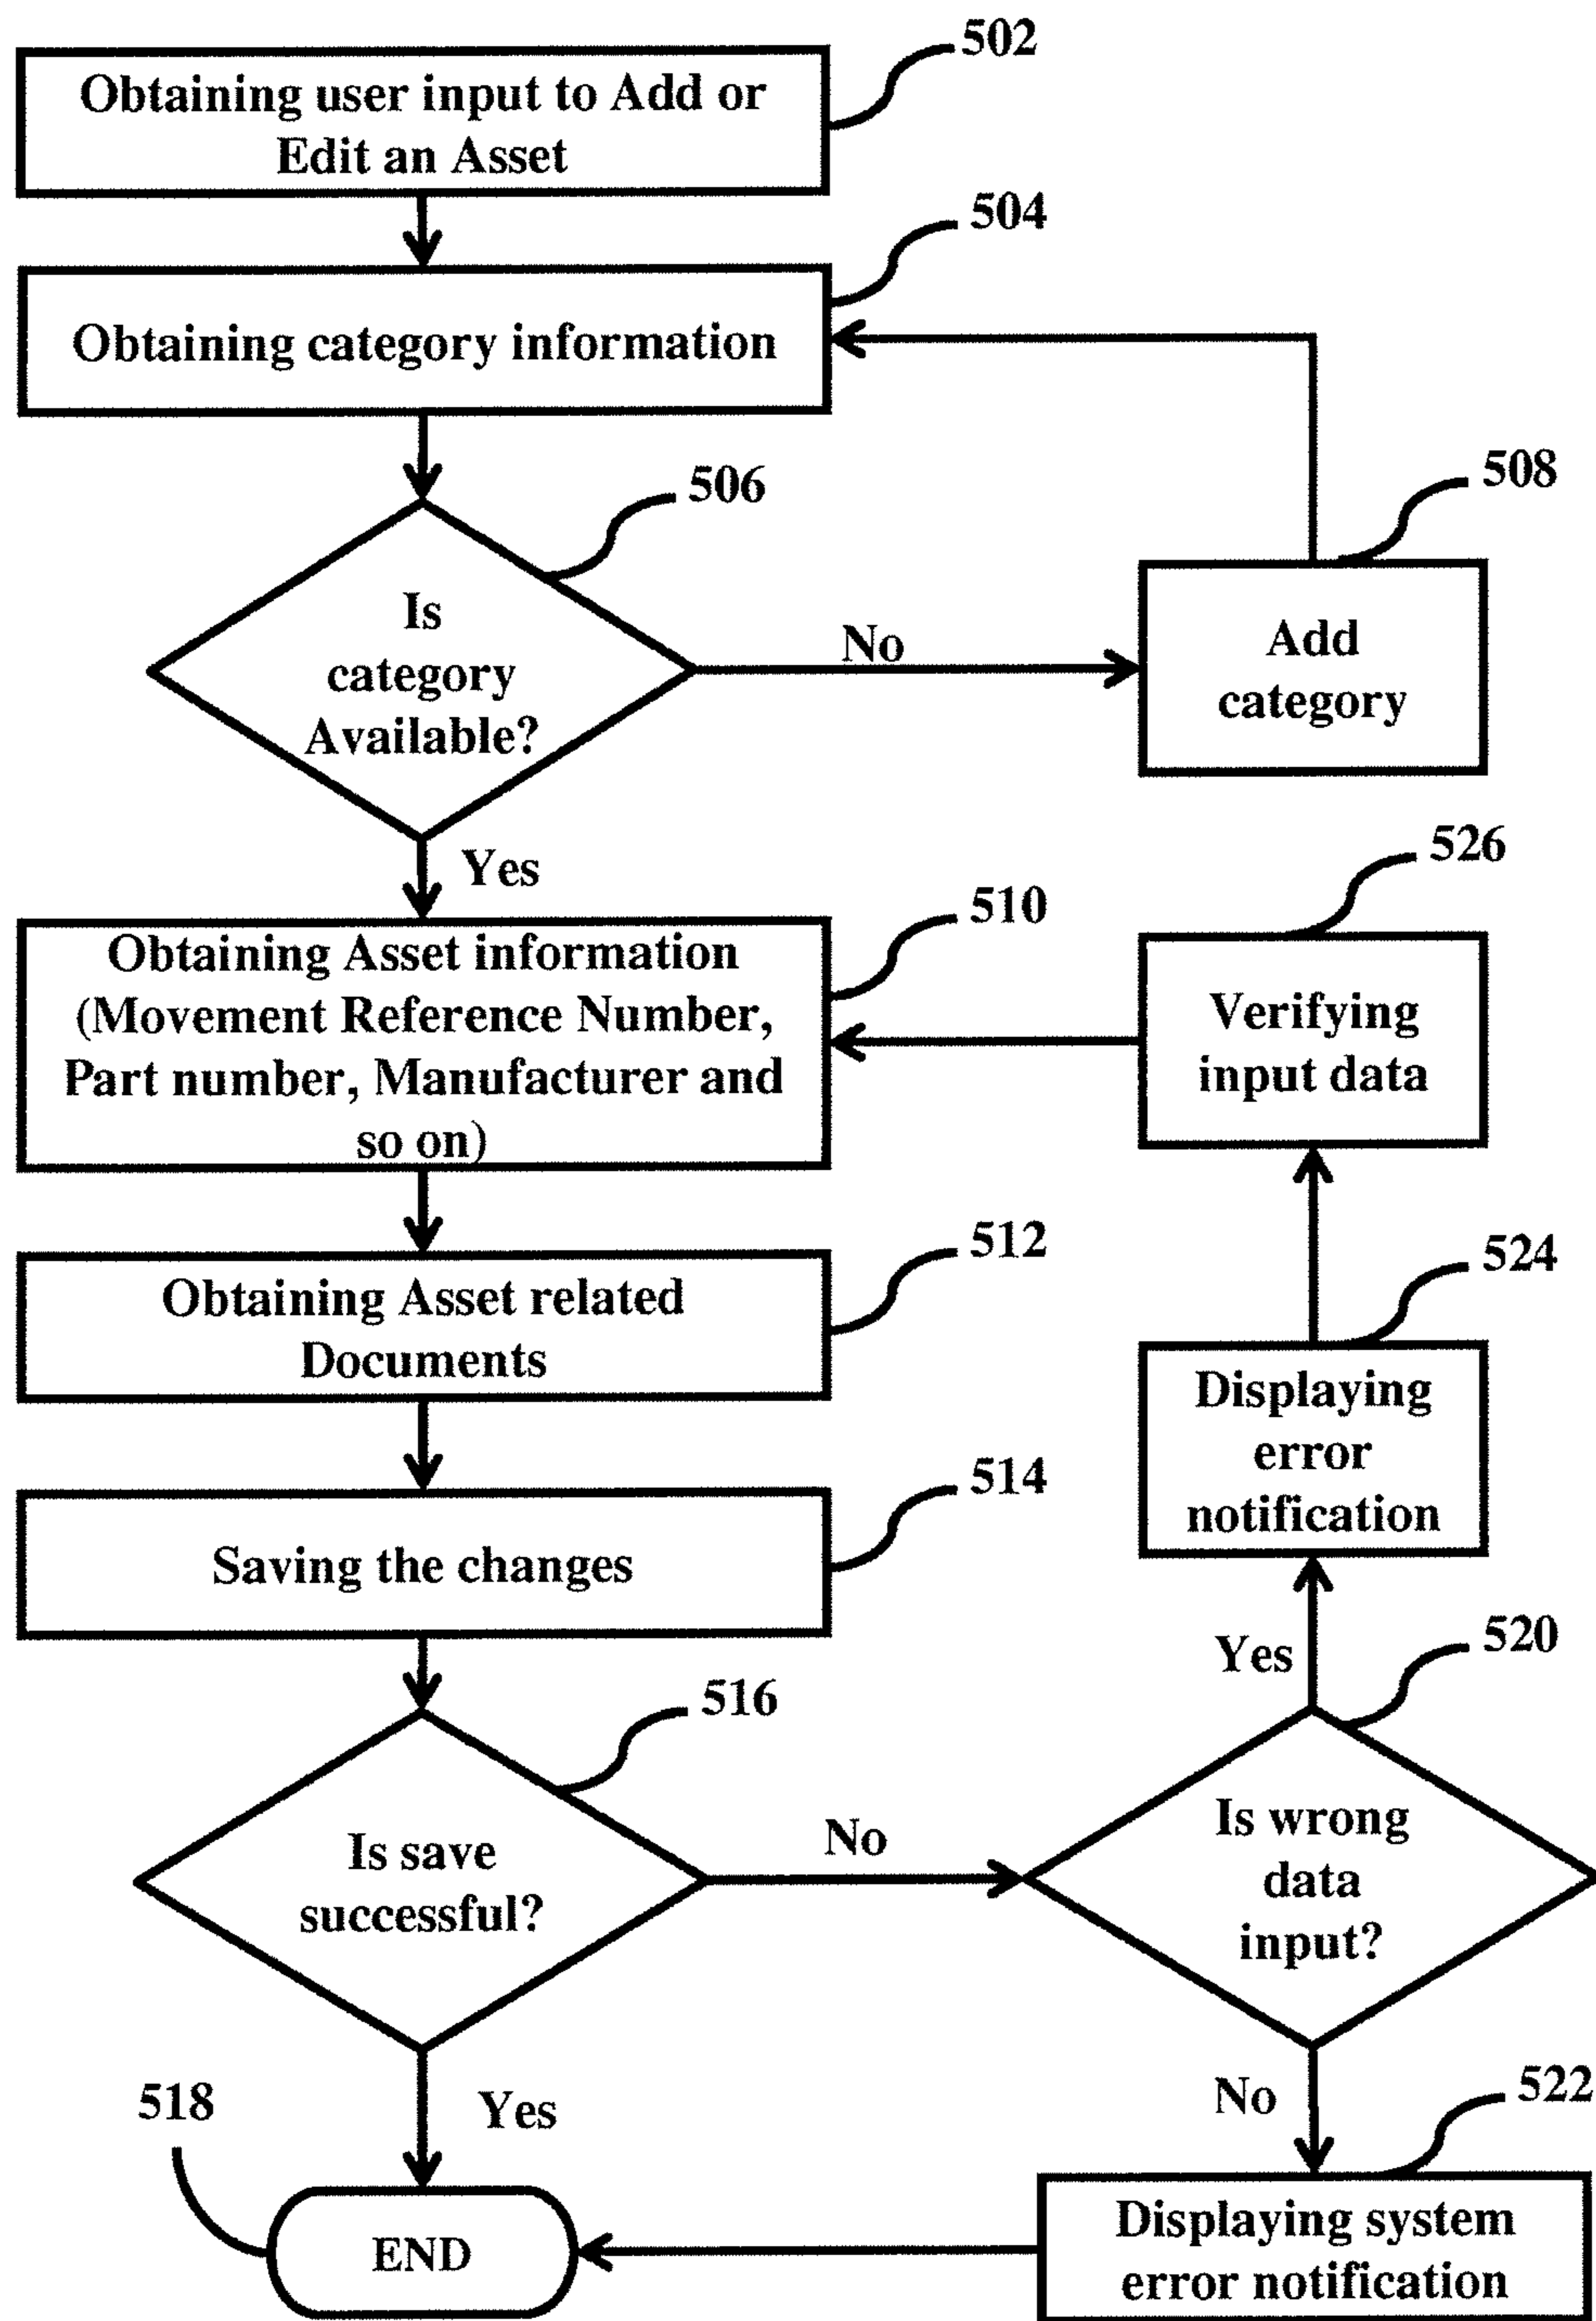 502
Obtaining user input to Add or
Edit an Asset
504
Obtaining category information
506
508
Is
category
Available?
No
Add
category
Yes
526
510
Obtaining Asset information
(Movement Reference Number,
Part number, Manufacturer and
so on)
Verifying
input data
512
Obtaining Asset related
Documents
524
Displaying
error
notification
514
Saving the changes
516
520
Yes
Is save
successful?
No
Is wrong
data
input?
518
Yes
No
522
END
Displaying system
error notification